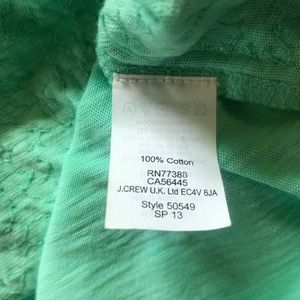 100% Cotton
RN77388
CA56445
J.CREW U.K. Ltd EC4V 6JA
Style 50549
SP 13